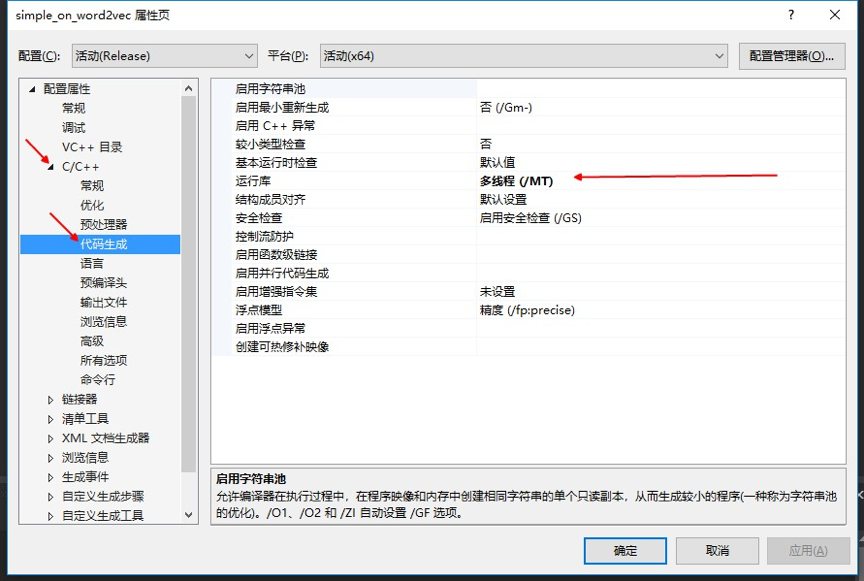 simple_on_word2vec 属性页
?
配置(C): 活动(Release) 平台(P): 活动(x64) 配置管理器(O)...
配置属性
常规
调试
VC++ 目录
C/C++
常规
优化
预处理器
代码生成
语言
预编译头
输出文件
浏览信息
高级
所有选项
命令行
链接器
清单工具
XML 文档生成器
浏览信息
生成事件
自定义生成步骤
自定义生成工具
启用字符串池
启用最小重新生成 否 (/Gm-)
启用 C++ 异常
较小类型检查 否
基本运行时检查 默认值
运行库 多线程 (/MT)
结构成员对齐 默认设置
安全检查 启用安全检查 (/GS)
控制流防护
启用函数级链接
启用并行代码生成
启用增强指令集 未设置
浮点模型 精度 (/fp:precise)
启用浮点异常
创建可热修补映像
启用字符串池
允许编译器在执行过程中，在程序映像和内存中创建相同字符串的单个只读副本，从而生成较小的程序(一种称为字符串池
的优化)。/O1、/O2 和 /ZI 自动设置 /GF 选项。
确定 取消 应用(A)